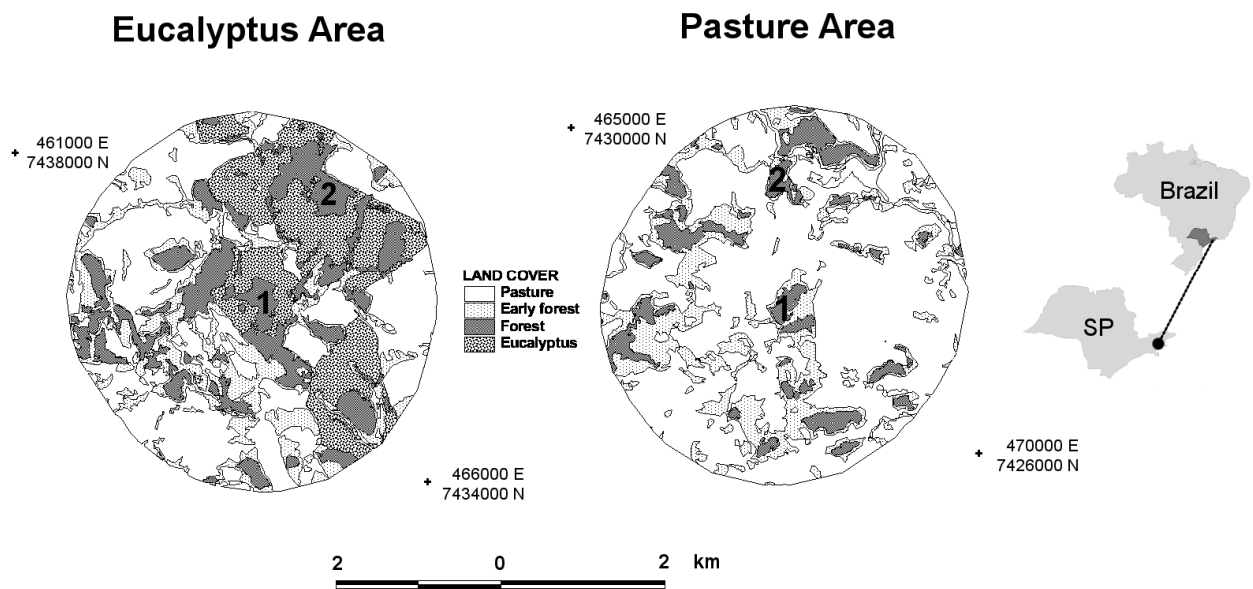 Eucalyptus Area
Pasture Area
461000 E
7438000 N
465000 E
7430000 N
2
2
Brazil
LAND COVER
Pasture
Early forest
Forest
Eucalyptus
1
1
SP
466000 E
7434000 N
470000 E
7426000 N
2 0 2 km